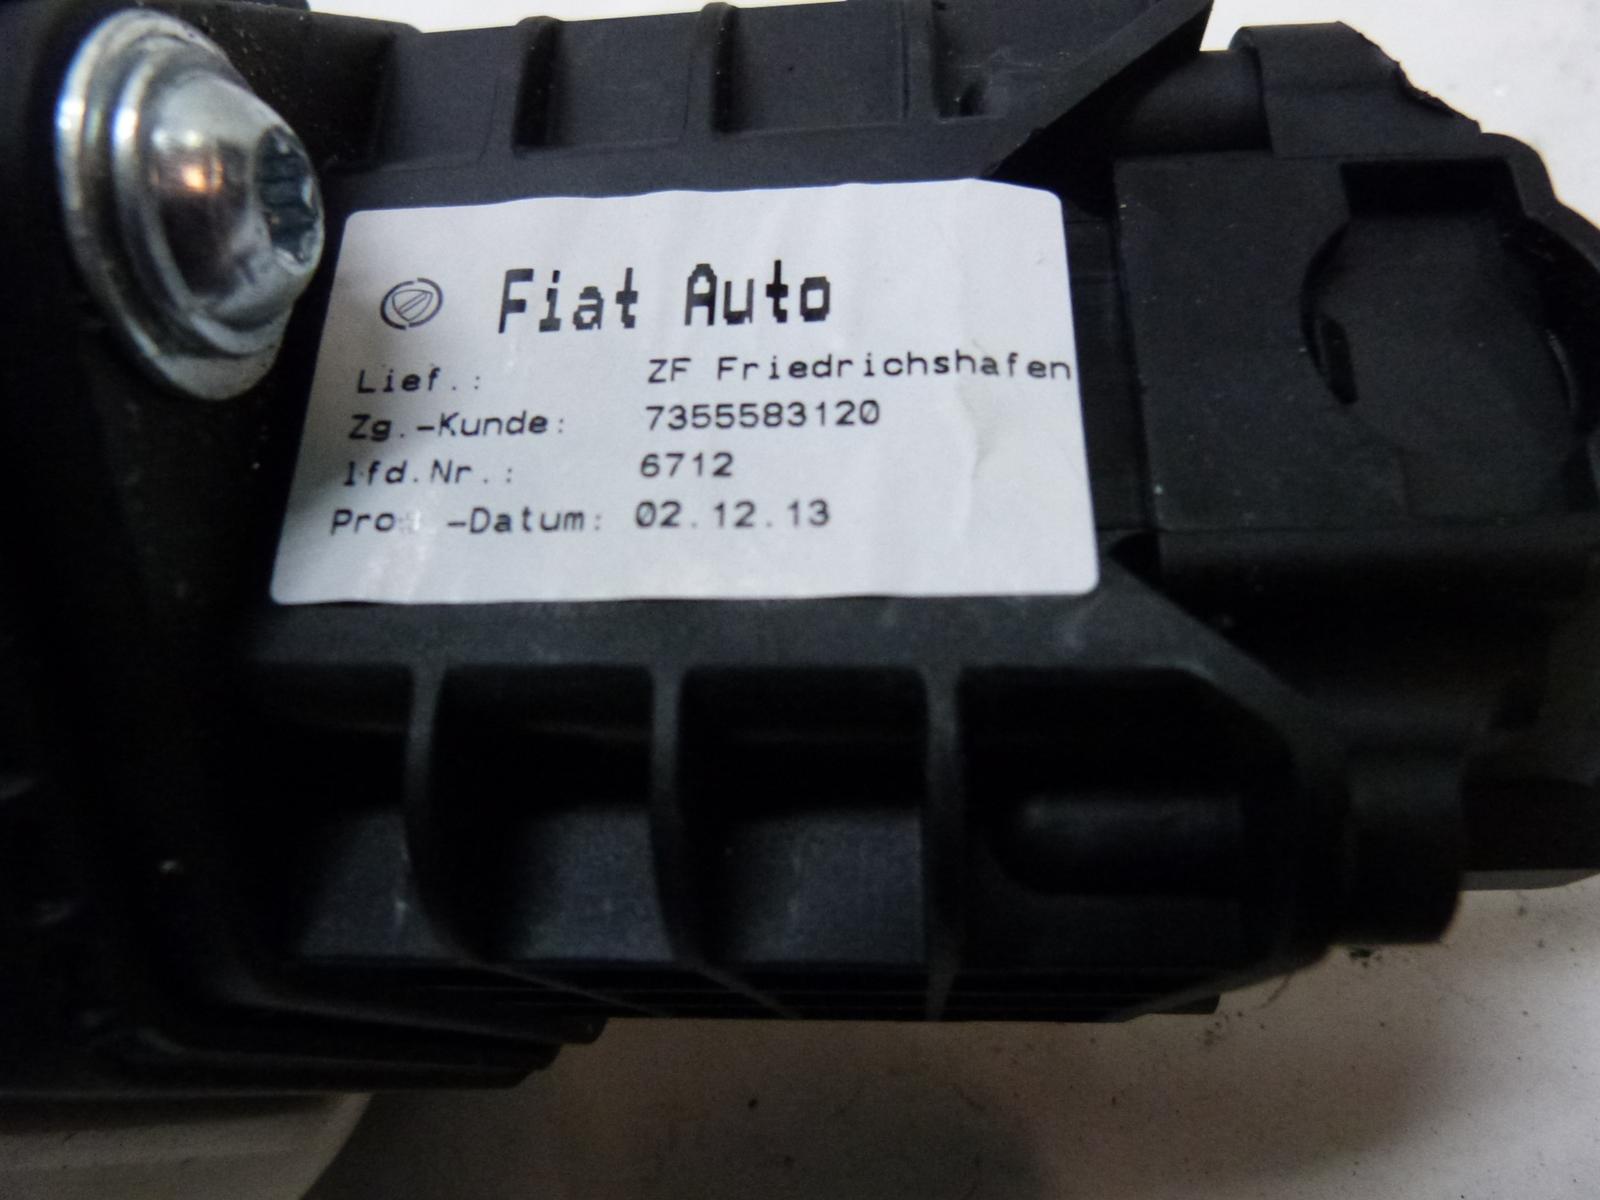 Fiat Auto
Lief.: ZF Friedrichshafen
Zg.-Kunde: 7355583120
lfd.Nr.: 6712
-Datum: 02.12.13